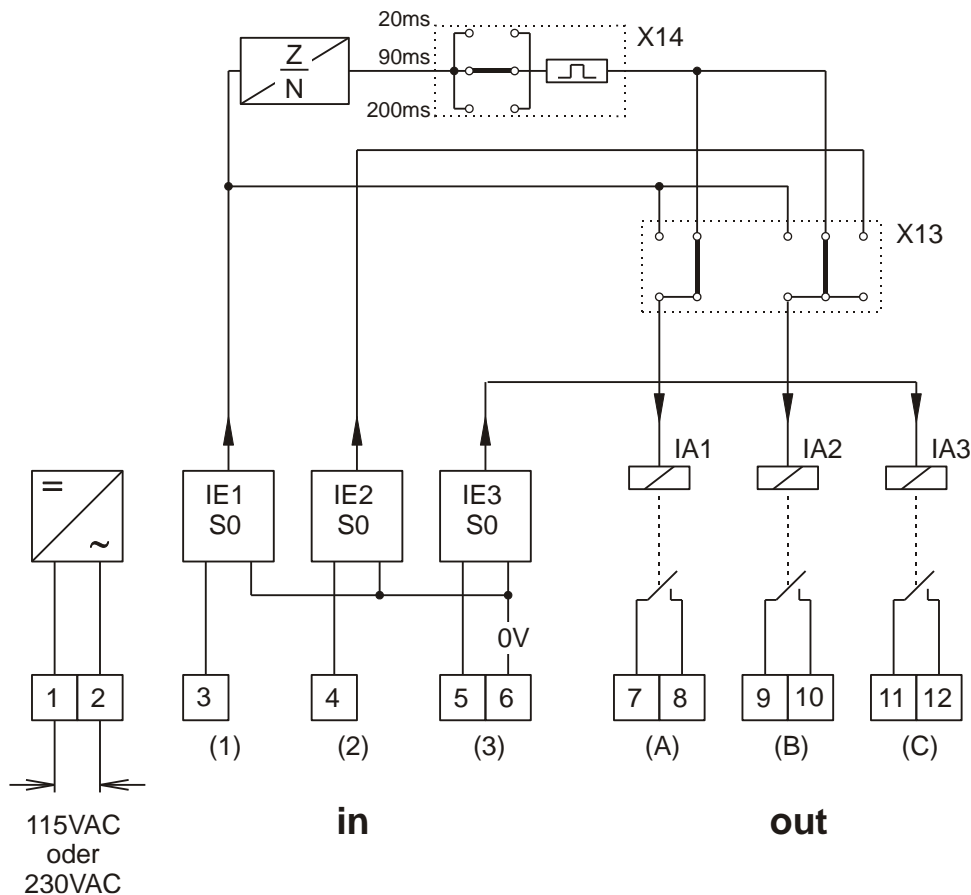 20ms
X14
Z
N
90ms
200ms
X13
IA1
IA2
IA3
=
~
IE1
S0
IE2
S0
IE3
S0
0V
1 2
3
4
5 6
7 8
9 10
11 12
(1)
(2)
(3)
(A)
(B)
(C)
115VAC
oder
230VAC
in
out